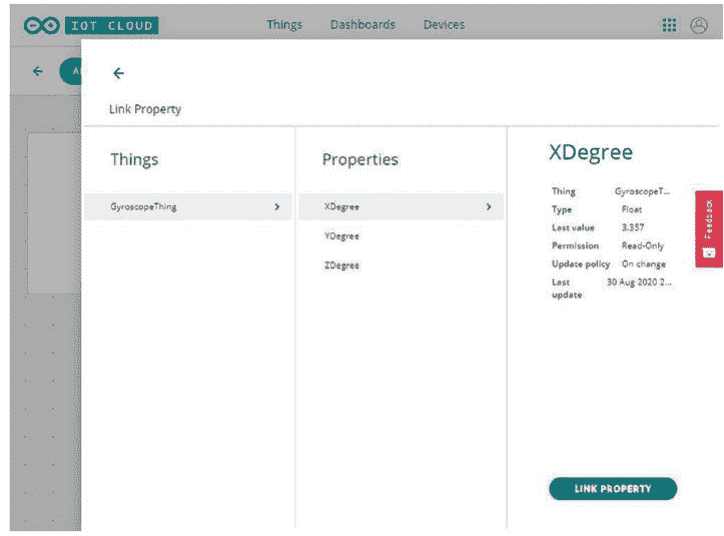 IOT CLOUD Things Dashboards Devices
Link Property
Things Properties XDegree
GyroscopeThing XDegree
YDegree
ZDegree
Thing GyroscopeT...
Type Float
Last value 3.357
Permission Read-Only
Update policy On change
Last update 30 Aug 2020 2...
Feedback
LINK PROPERTY